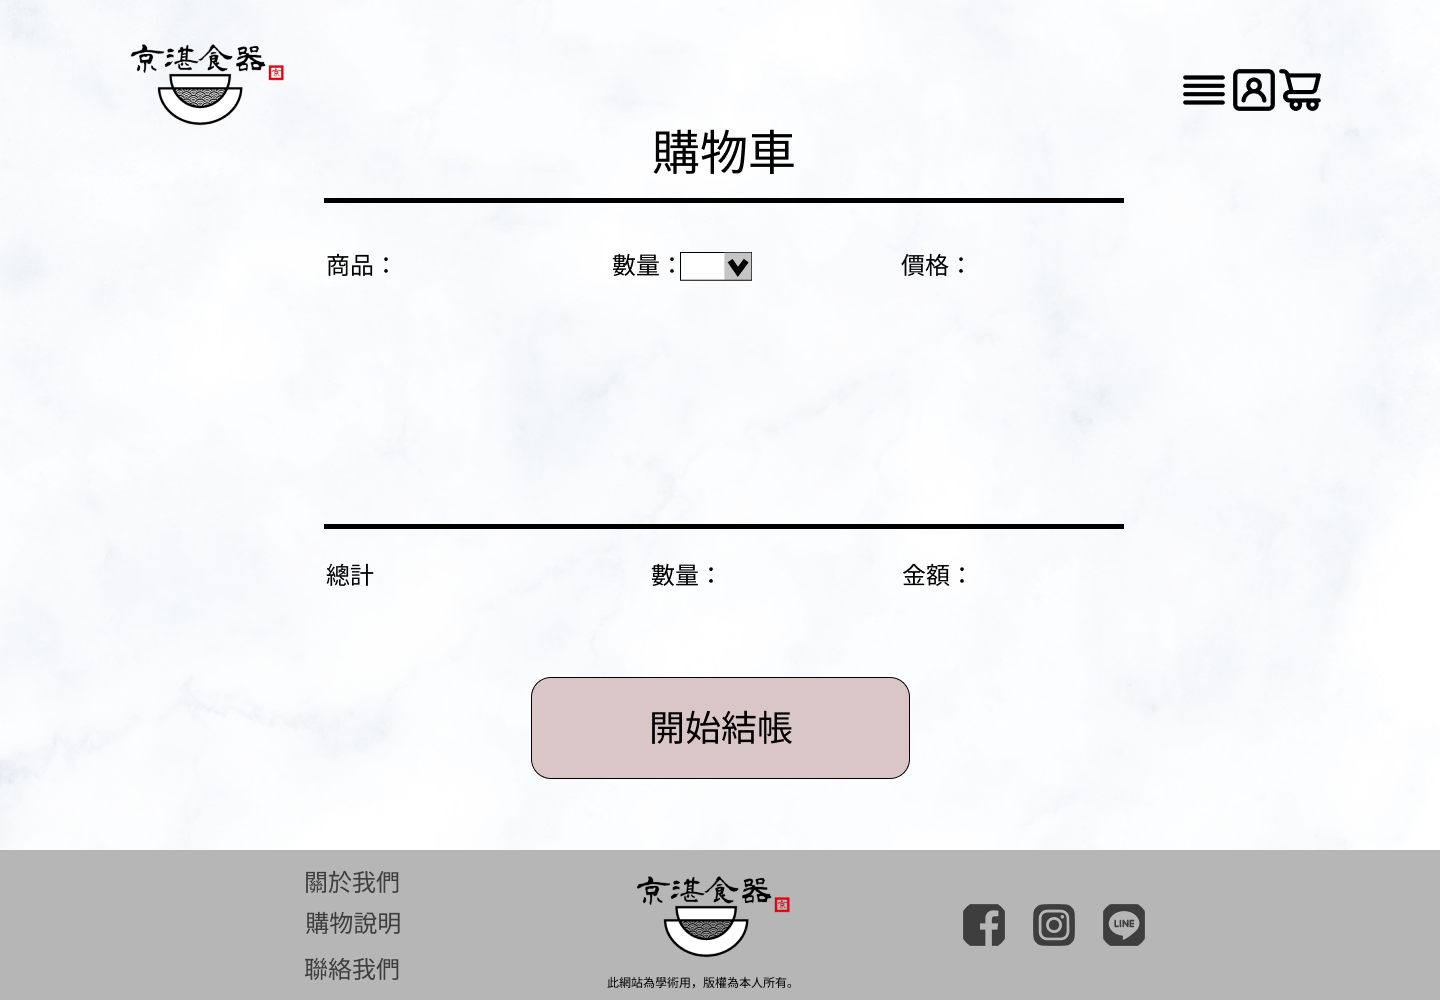 京湛食器
購物車
商品： 數量： 價格：
總計 數量： 金額：
開始結帳
關於我們
購物說明
聯絡我們
京湛食器
此網站為學術用，版權為本人所有。
LINE